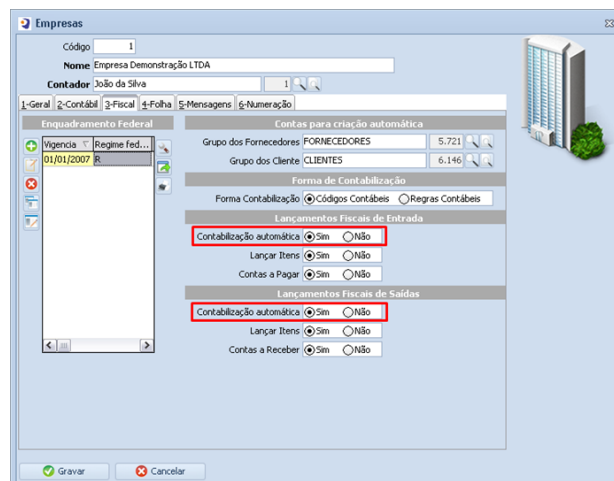 Empresas
Código 1
Nome Empresa Demonstração LTDA
Contador João da Silva 1
1-Geral 2-Contábil 3-Fiscal 4-Folha 5-Mensagens 6-Numeração
Enquadramento Federal
Vigencia Regime fed...
01/01/2007 R
Contas para criação automática
Grupo dos Fornecedores FORNECEDORES 5.721
Grupo dos Cliente CLIENTES 6.146
Forma de Contabilização
Forma Contabilização Códigos Contábeis Regras Contábeis
Lançamentos Fiscais de Entrada
Contabilização automática Sim Não
Lançar Itens Sim Não
Contas a Pagar Sim Não
Lançamentos Fiscais de Saídas
Contabilização automática Sim Não
Lançar Itens Sim Não
Contas a Receber Sim Não
Gravar Cancelar